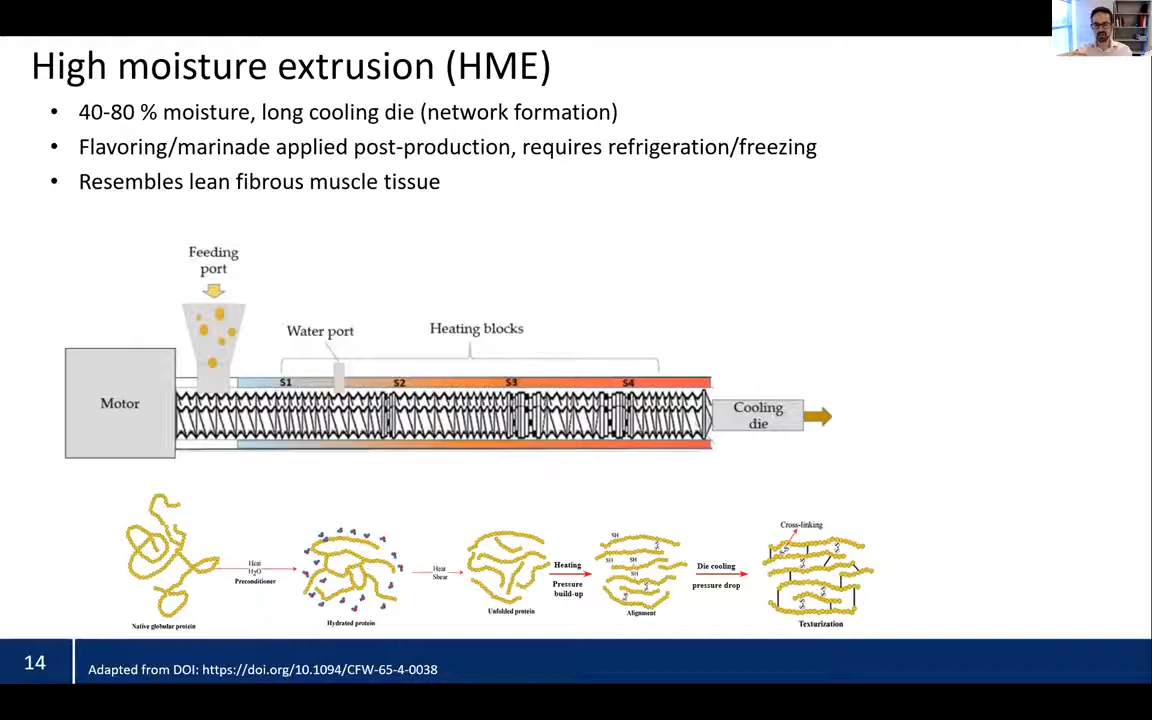 High moisture extrusion (HME)
• 40-80 % moisture, long cooling die (network formation)
• Flavoring/marinade applied post-production, requires refrigeration/freezing
• Resembles lean fibrous muscle tissue
Feeding
port
Water port
Heating blocks
S1
S2
S3
S4
Motor
Cooling
die
Cross-linking
Heat
H2O
Preconditioner
Heat
Shear
Heating
Pressure
build-up
SH
SH
SH
SH
Die cooling
pressure drop
Native globular protein
Hydrated protein
Unfolded protein
Alignment
Texturization
14
Adapted from DOI: https://doi.org/10.1094/CFW-65-4-0038